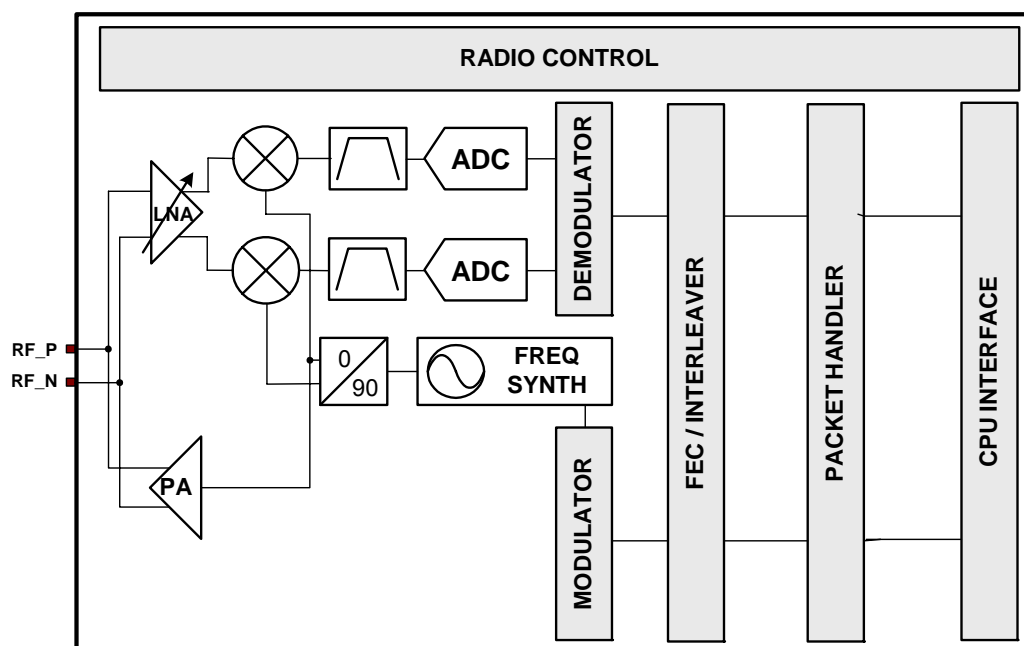 RADIO CONTROL
LNA
ADC
ADC
DEMODULATOR
FEC / INTERLEAVER
PACKET HANDLER
CPU INTERFACE
RF_P
RF_N
0
90
FREQ
SYNTH
PA
MODULATOR